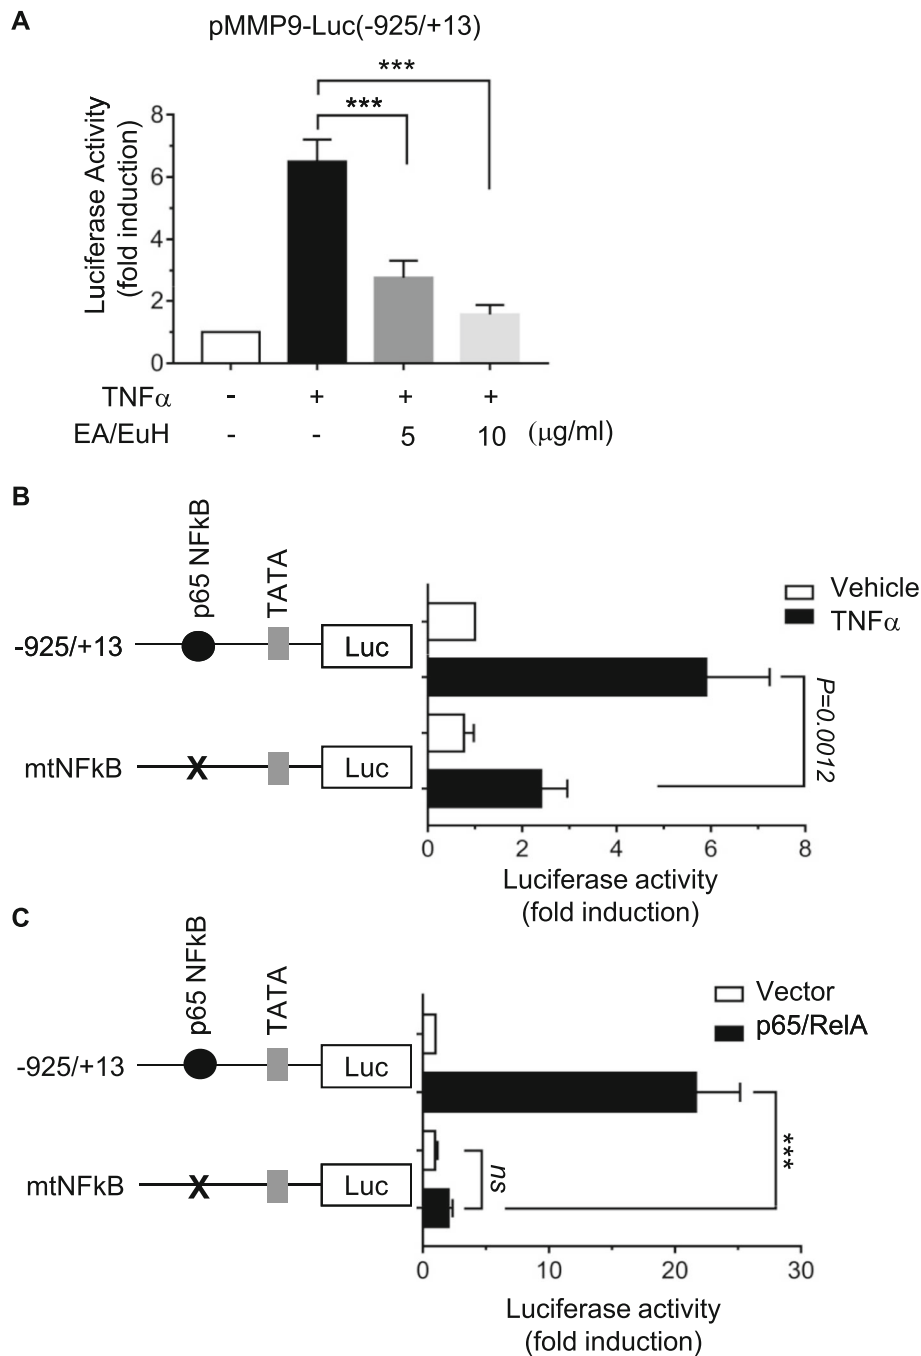 A
pMMP9-Luc(-925/+13)
***
***
Luciferase Activity
(fold induction)
8
6
4
2
0
TNFα - + + +
EA/EuH - - 5 10 (μg/ml)
B
p65 NFkB
TATA
Vehicle
TNFα
-925/+13
Luc
P=0.0012
mtNFkB
X
Luc
0 2 4 6 8
Luciferase activity
(fold induction)
C
p65 NFkB
TATA
Vector
p65/RelA
-925/+13
Luc
***
ns
mtNFkB
X
Luc
0 10 20 30
Luciferase activity
(fold induction)